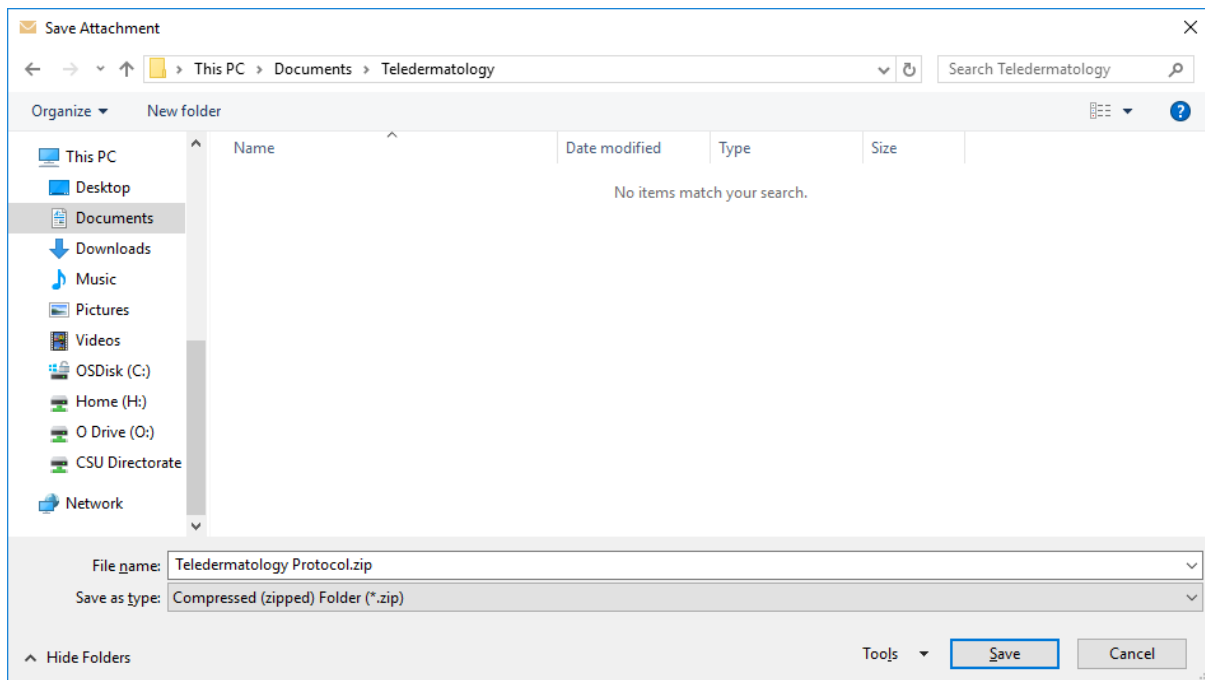 Save Attachment
This PC > Documents > Teledermatology
Search Teledermatology
Organize
New folder
?
Name
Date modified
Type
Size
No items match your search.
This PC
Desktop
Documents
Downloads
Music
Pictures
Videos
OSDisk (C:)
Home (H:)
O Drive (O:)
CSU Directorate
Network
File name: Teledermatology Protocol.zip
Save as type: Compressed (zipped) Folder (*.zip)
Hide Folders
Tools
Save
Cancel